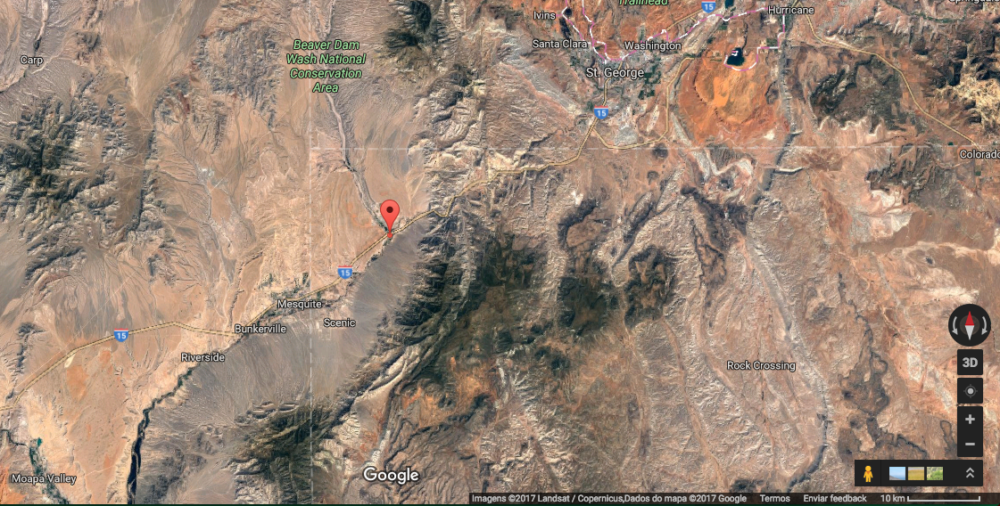 Trailhead
15
Hurricane
Ivins
Santa Clara
Washington
Beaver Dam
Wash National
Conservation
Area
Carp
St. George
15
Colorado
15
Mesquite
Scenic
Bunkerville
15
Riverside
Rock Crossing
3D
+
−
Moapa Valley
Google
Imagens ©2017 Landsat / Copernicus,Dados do mapa ©2017 Google Termos Enviar feedback 10 km